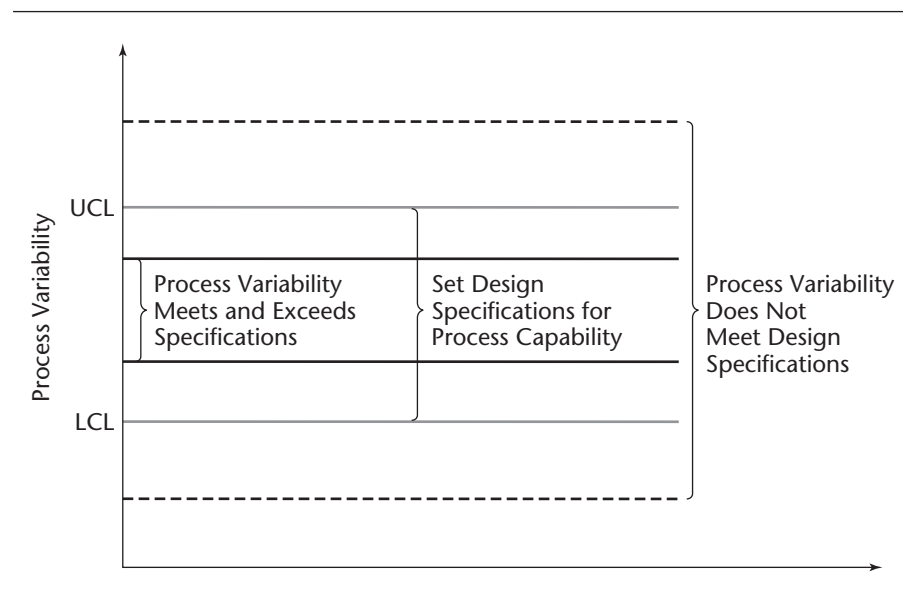 Process Variability
UCL
LCL
Process Variability
Meets and Exceeds
Specifications
Set Design
Specifications for
Process Capability
Process Variability
Does Not
Meet Design
Specifications